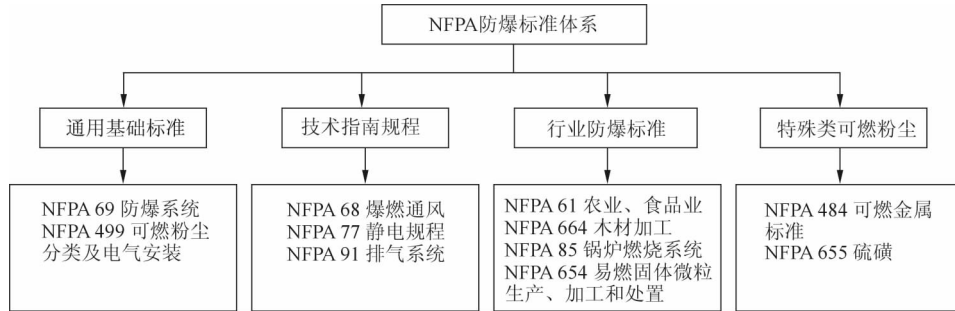 NFPA防爆标准体系
通用基础标准
技术指南规程
行业防爆标准
特殊类可燃粉尘
NFPA 69 防爆系统
NFPA 499 可燃粉尘
分类及电气安装
NFPA 68 爆燃通风
NFPA 77 静电规程
NFPA 91 排气系统
NFPA 61 农业、食品业
NFPA 664 木材加工
NFPA 85 锅炉燃烧系统
NFPA 654 易燃固体微粒
生产、加工和处置
NFPA 484 可燃金属
标准
NFPA 655 硫磺